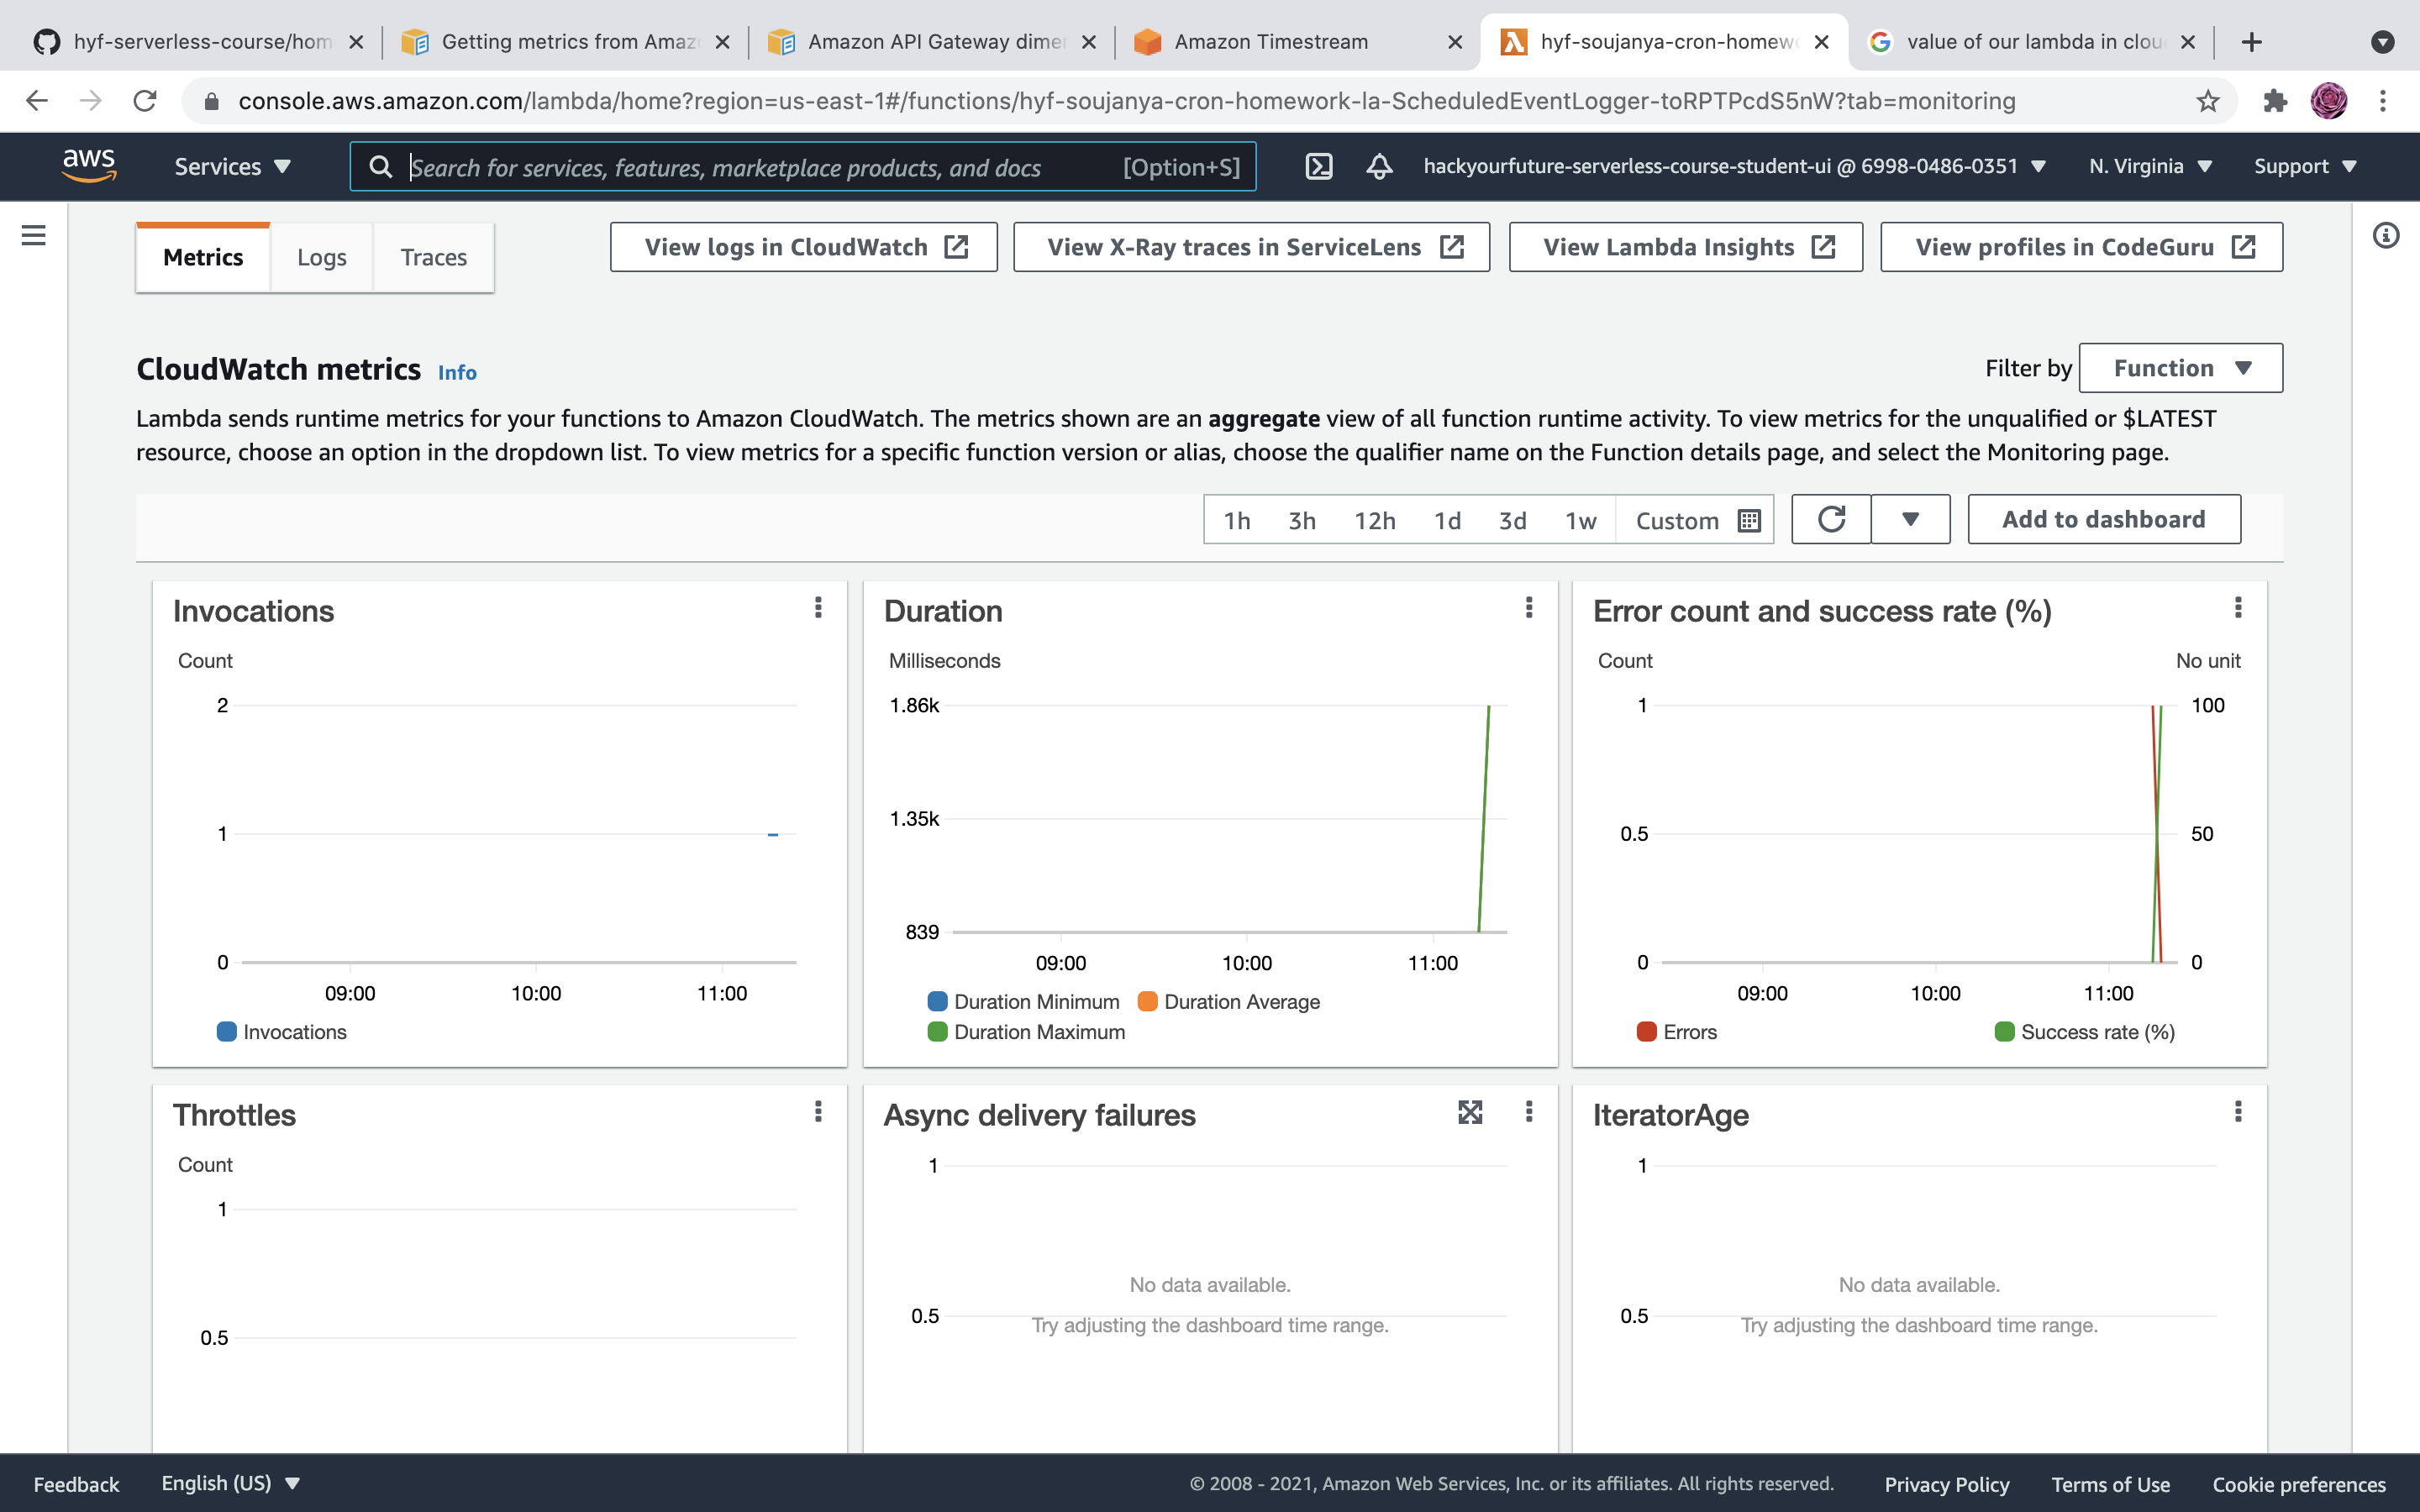 hyf-serverless-course/hom
Getting metrics from Amaz
Amazon API Gateway dimen
Amazon Timestream
hyf-soujanya-cron-homewo
value of our lambda in clou
console.aws.amazon.com/lambda/home?region=us-east-1#/functions/hyf-soujanya-cron-homework-la-ScheduledEventLogger-toRPTPcdS5nW?tab=monitoring
aws
Services
Search for services, features, marketplace products, and docs
[Option+S]
hackyourfuture-serverless-course-student-ui @ 6998-0486-0351
N. Virginia
Support
Metrics
Logs
Traces
View logs in CloudWatch
View X-Ray traces in ServiceLens
View Lambda Insights
View profiles in CodeGuru
CloudWatch metrics Info
Filter by
Function
Lambda sends runtime metrics for your functions to Amazon CloudWatch. The metrics shown are an aggregate view of all function runtime activity. To view metrics for the unqualified or $LATEST
resource, choose an option in the dropdown list. To view metrics for a specific function version or alias, choose the qualifier name on the Function details page, and select the Monitoring page.
1h 3h 12h 1d 3d 1w Custom
Add to dashboard
Invocations
Count
2
1
0
09:00 10:00 11:00
Invocations
Duration
Milliseconds
1.86k
1.35k
839
09:00 10:00 11:00
Duration Minimum Duration Average
Duration Maximum
Error count and success rate (%)
Count No unit
1 100
0.5 50
0 0
09:00 10:00 11:00
Errors Success rate (%)
Throttles
Count
1
0.5
Async delivery failures
1
No data available.
0.5
Try adjusting the dashboard time range.
IteratorAge
1
No data available.
0.5
Try adjusting the dashboard time range.
Feedback
English (US)
© 2008 - 2021, Amazon Web Services, Inc. or its affiliates. All rights reserved.
Privacy Policy
Terms of Use
Cookie preferences